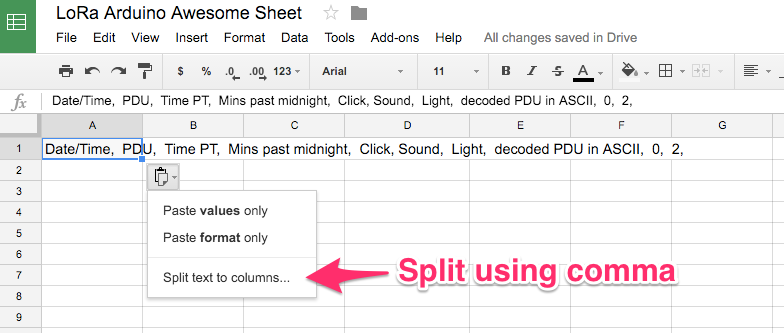 LoRa Arduino Awesome Sheet
File Edit View Insert Format Data Tools Add-ons Help All changes saved in Drive
$ % .0 .00 123 Arial 11 B I S A
fx Date/Time, PDU, Time PT, Mins past midnight, Click, Sound, Light, decoded PDU in ASCII, 0, 2,
A B C D E F G
1 Date/Time, PDU, Time PT, Mins past midnight, Click, Sound, Light, decoded PDU in ASCII, 0, 2,
2
3 Paste values only
4 Paste format only
5
6
7 Split text to columns... Split using comma
8
9